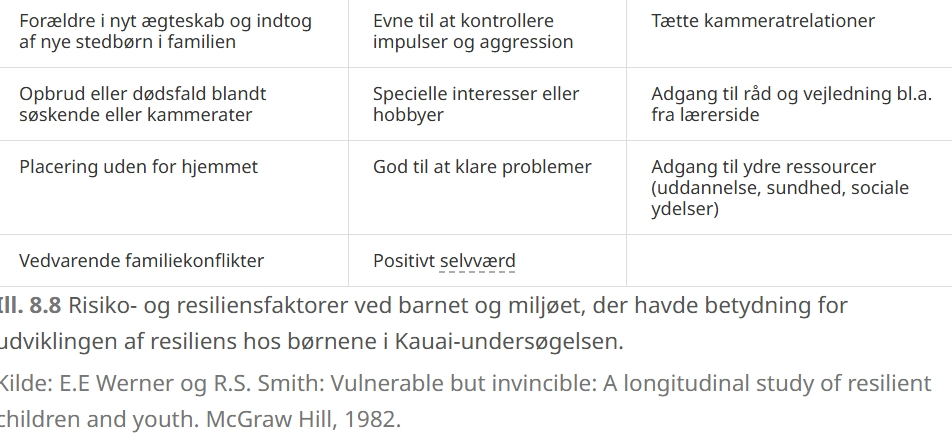 Forældre i nyt ægteskab og indtog
af nye stedbørn i familien
Evne til at kontrollere
impulser og aggression
Tætte kammeratrelationer
Opbrud eller dødsfald blandt
søskende eller kammerater
Specielle interesser eller
hobbyer
Adgang til råd og vejledning bl.a.
fra lærerside
Placering uden for hjemmet
God til at klare problemer
Adgang til ydre ressourcer
(uddannelse, sundhed, sociale
ydelser)
Vedvarende familiekonflikter
Positivt selvværd
Ill. 8.8 Risiko- og resiliensfaktorer ved barnet og miljøet, der havde betydning for
udviklingen af resiliens hos børnene i Kauai-undersøgelsen.
Kilde: E.E Werner og R.S. Smith: Vulnerable but invincible: A longitudinal study of resilient
children and youth. McGraw Hill, 1982.